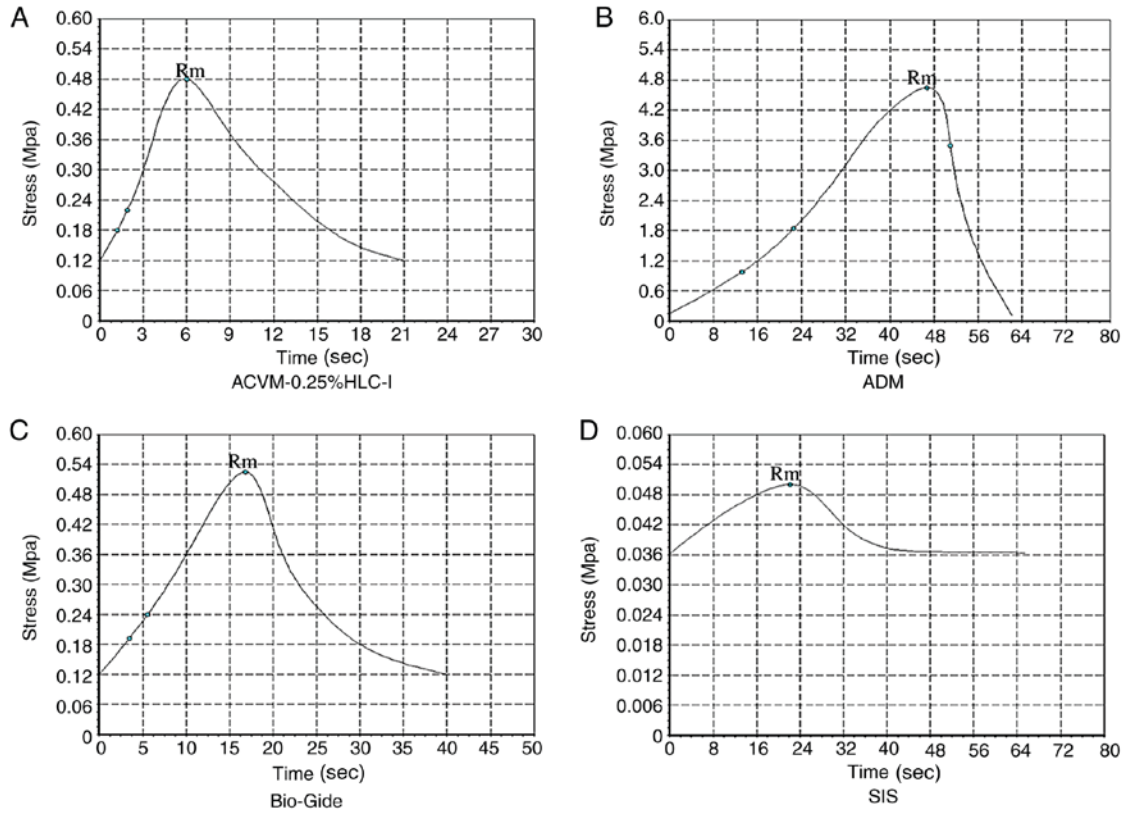 A
Stress (Mpa)
0.60
0.54
0.48
0.42
0.36
0.30
0.24
0.18
0.12
0.06
0
Rm
0 3 6 9 12 15 18 21 24 27 30
Time (sec)
ACVM-0.25%HLC-I
B
Stress (Mpa)
6.0
5.4
4.8
4.2
3.6
3.0
2.4
1.8
1.2
0.6
0
Rm
0 8 16 24 32 40 48 56 64 72 80
Time (sec)
ADM
C
Stress (Mpa)
0.60
0.54
0.48
0.42
0.36
0.30
0.24
0.18
0.12
0.06
0
Rm
0 5 10 15 20 25 30 35 40 45 50
Time (sec)
Bio-Gide
D
Stress (Mpa)
0.060
0.054
0.048
0.042
0.036
0.030
0.024
0.018
0.012
0.006
0
Rm
0 8 16 24 32 40 48 56 64 72 80
Time (sec)
SIS